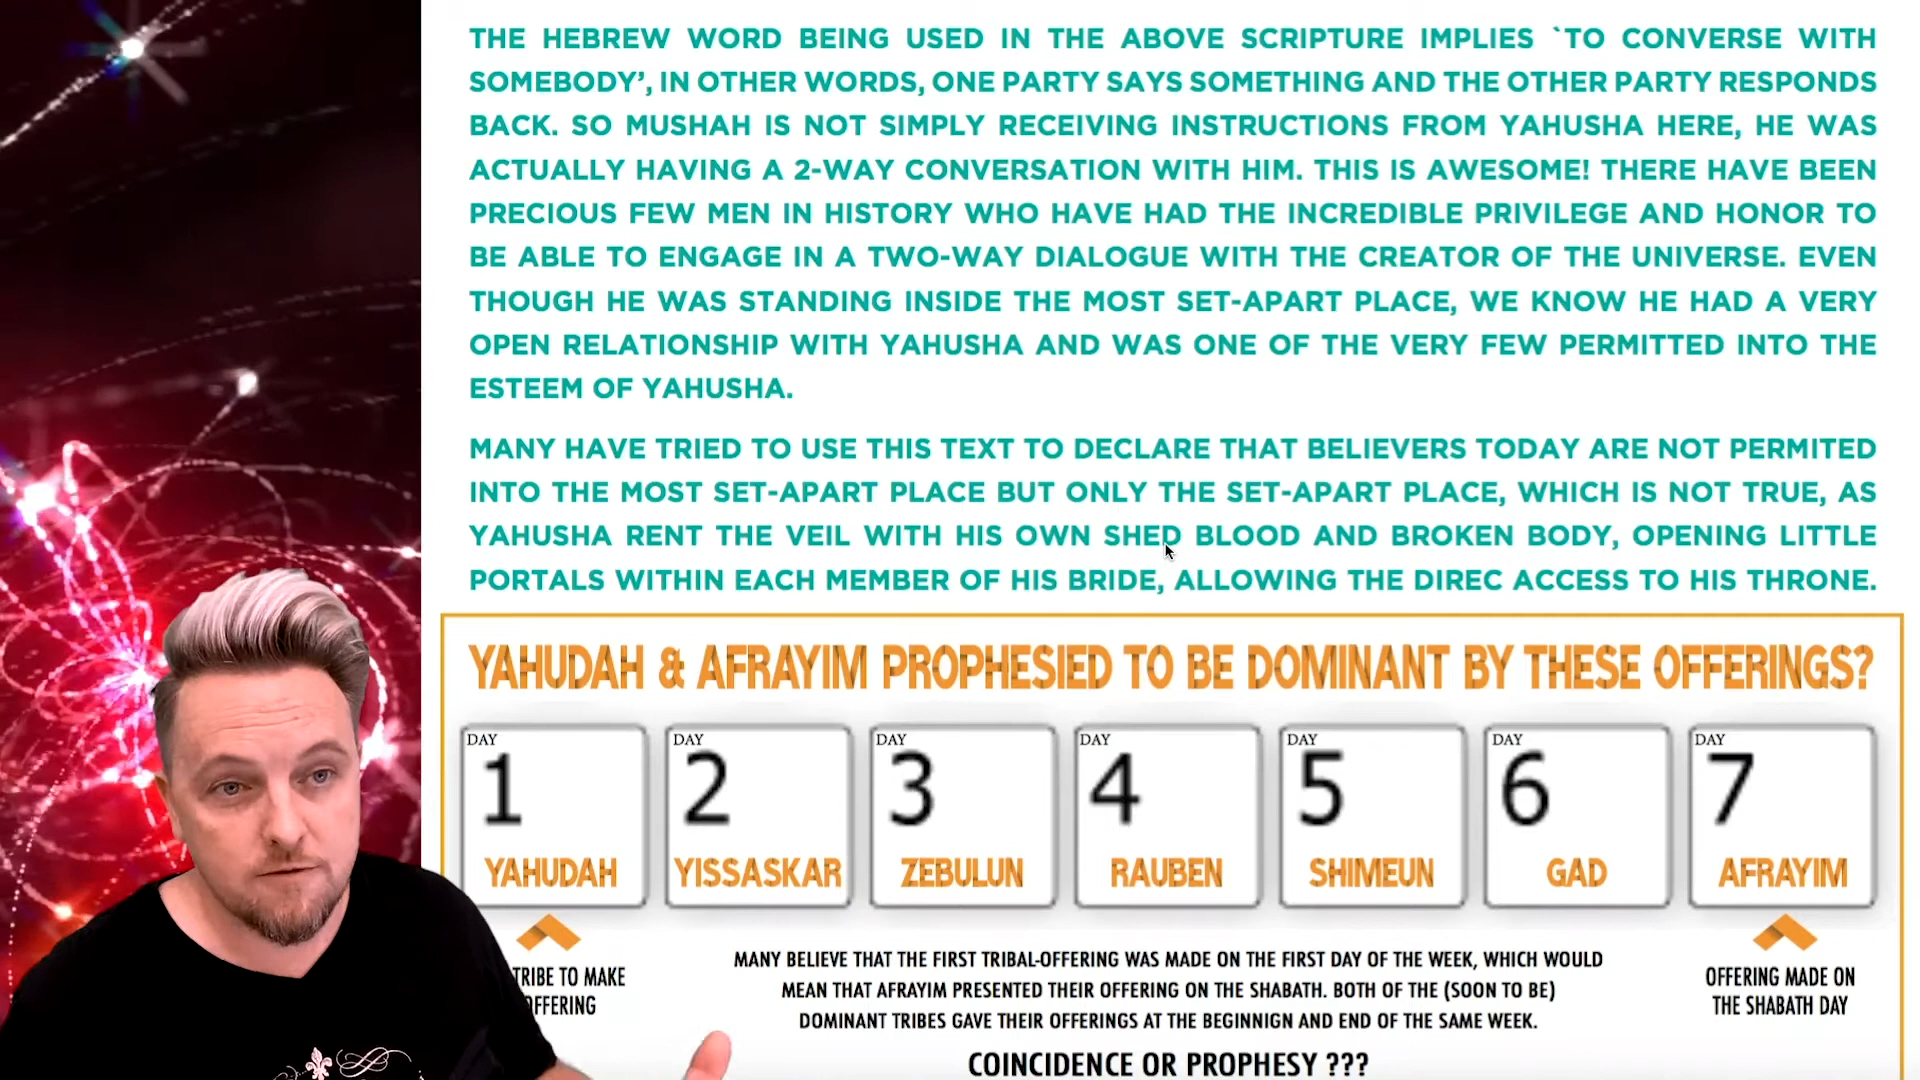 THE HEBREW WORD BEING USED IN THE ABOVE SCRIPTURE IMPLIES `TO CONVERSE WITH
SOMEBODY’, IN OTHER WORDS, ONE PARTY SAYS SOMETHING AND THE OTHER PARTY RESPONDS
BACK. SO MUSHAH IS NOT SIMPLY RECEIVING INSTRUCTIONS FROM YAHUSHA HERE, HE WAS
ACTUALLY HAVING A 2-WAY CONVERSATION WITH HIM. THIS IS AWESOME! THERE HAVE BEEN
PRECIOUS FEW MEN IN HISTORY WHO HAVE HAD THE INCREDIBLE PRIVILEGE AND HONOR TO
BE ABLE TO ENGAGE IN A TWO-WAY DIALOGUE WITH THE CREATOR OF THE UNIVERSE. EVEN
THOUGH HE WAS STANDING INSIDE THE MOST SET-APART PLACE, WE KNOW HE HAD A VERY
OPEN RELATIONSHIP WITH YAHUSHA AND WAS ONE OF THE VERY FEW PERMITTED INTO THE
ESTEEM OF YAHUSHA.
MANY HAVE TRIED TO USE THIS TEXT TO DECLARE THAT BELIEVERS TODAY ARE NOT PERMITED
INTO THE MOST SET-APART PLACE BUT ONLY THE SET-APART PLACE, WHICH IS NOT TRUE, AS
YAHUSHA RENT THE VEIL WITH HIS OWN SHED BLOOD AND BROKEN BODY, OPENING LITTLE
PORTALS WITHIN EACH MEMBER OF HIS BRIDE, ALLOWING THE DIREC ACCESS TO HIS THRONE.
YAHUDAH & AFRAYIM PROPHESIED TO BE DOMINANT BY THESE OFFERINGS?
DAY 1 YAHUDAH
DAY 2 YISSASKAR
DAY 3 ZEBULUN
DAY 4 RAUBEN
DAY 5 SHIMEUN
DAY 6 GAD
DAY 7 AFRAYIM
TRIBE TO MAKE
OFFERING
MANY BELIEVE THAT THE FIRST TRIBAL-OFFERING WAS MADE ON THE FIRST DAY OF THE WEEK, WHICH WOULD
MEAN THAT AFRAYIM PRESENTED THEIR OFFERING ON THE SHABATH. BOTH OF THE (SOON TO BE)
DOMINANT TRIBES GAVE THEIR OFFERINGS AT THE BEGINNIGN AND END OF THE SAME WEEK.
OFFERING MADE ON
THE SHABATH DAY
COINCIDENCE OR PROPHESY ???